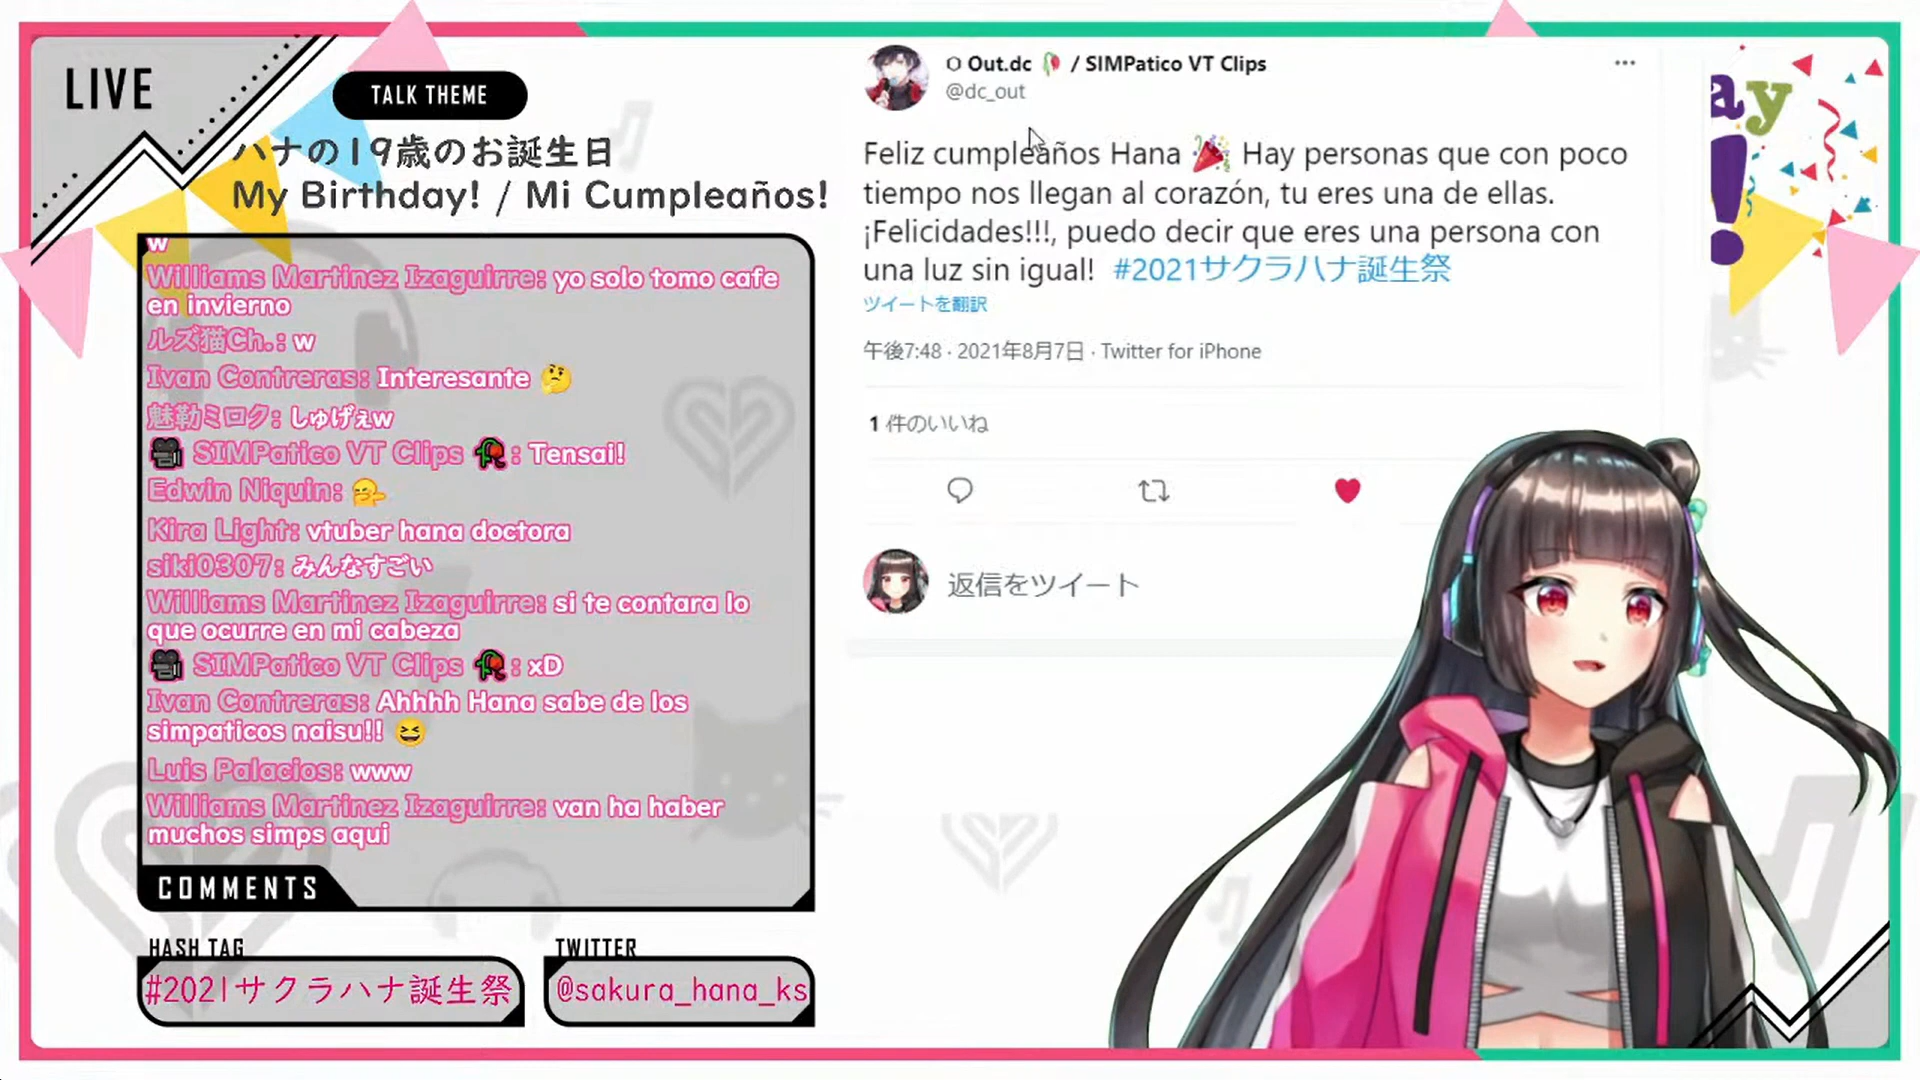 LIVE
TALK THEME
ハナの19歳のお誕生日
My Birthday! / Mi Cumpleaños!
w
Williams Martinez Izaguirre: yo solo tomo cafe
en invierno
ルズ猫Ch.: w
Ivan Contreras: Interesante 🤔
魅勒ミロク: しゅげぇw
🎥 SIMPatico VT Clips 🥀: Tensai!
Edwin Niquin: 🤧
Kira Light: vtuber hana doctora
siki0307: みんなすごい
Williams Martinez Izaguirre: si te contara lo
que ocurre en mi cabeza
🎥 SIMPatico VT Clips 🥀: xD
Ivan Contreras: Ahhhh Hana sabe de los
simpaticos naisu!! 😆
Luis Palacios: www
Williams Martinez Izaguirre: van ha haber
muchos simps aqui
COMMENTS
HASH TAG
#2021サクラハナ誕生祭
TWITTER
@sakura_hana_ks
Out.dc 🥀 / SIMPatico VT Clips
@dc_out
Feliz cumpleaños Hana 🎉 Hay personas que con poco
tiempo nos llegan al corazón, tu eres una de ellas.
¡Felicidades!!!, puedo decir que eres una persona con
una luz sin igual! #2021サクラハナ誕生祭
ツイートを翻訳
午後7:48 · 2021年8月7日 · Twitter for iPhone
1 件のいいね
返信をツイート
ay
!